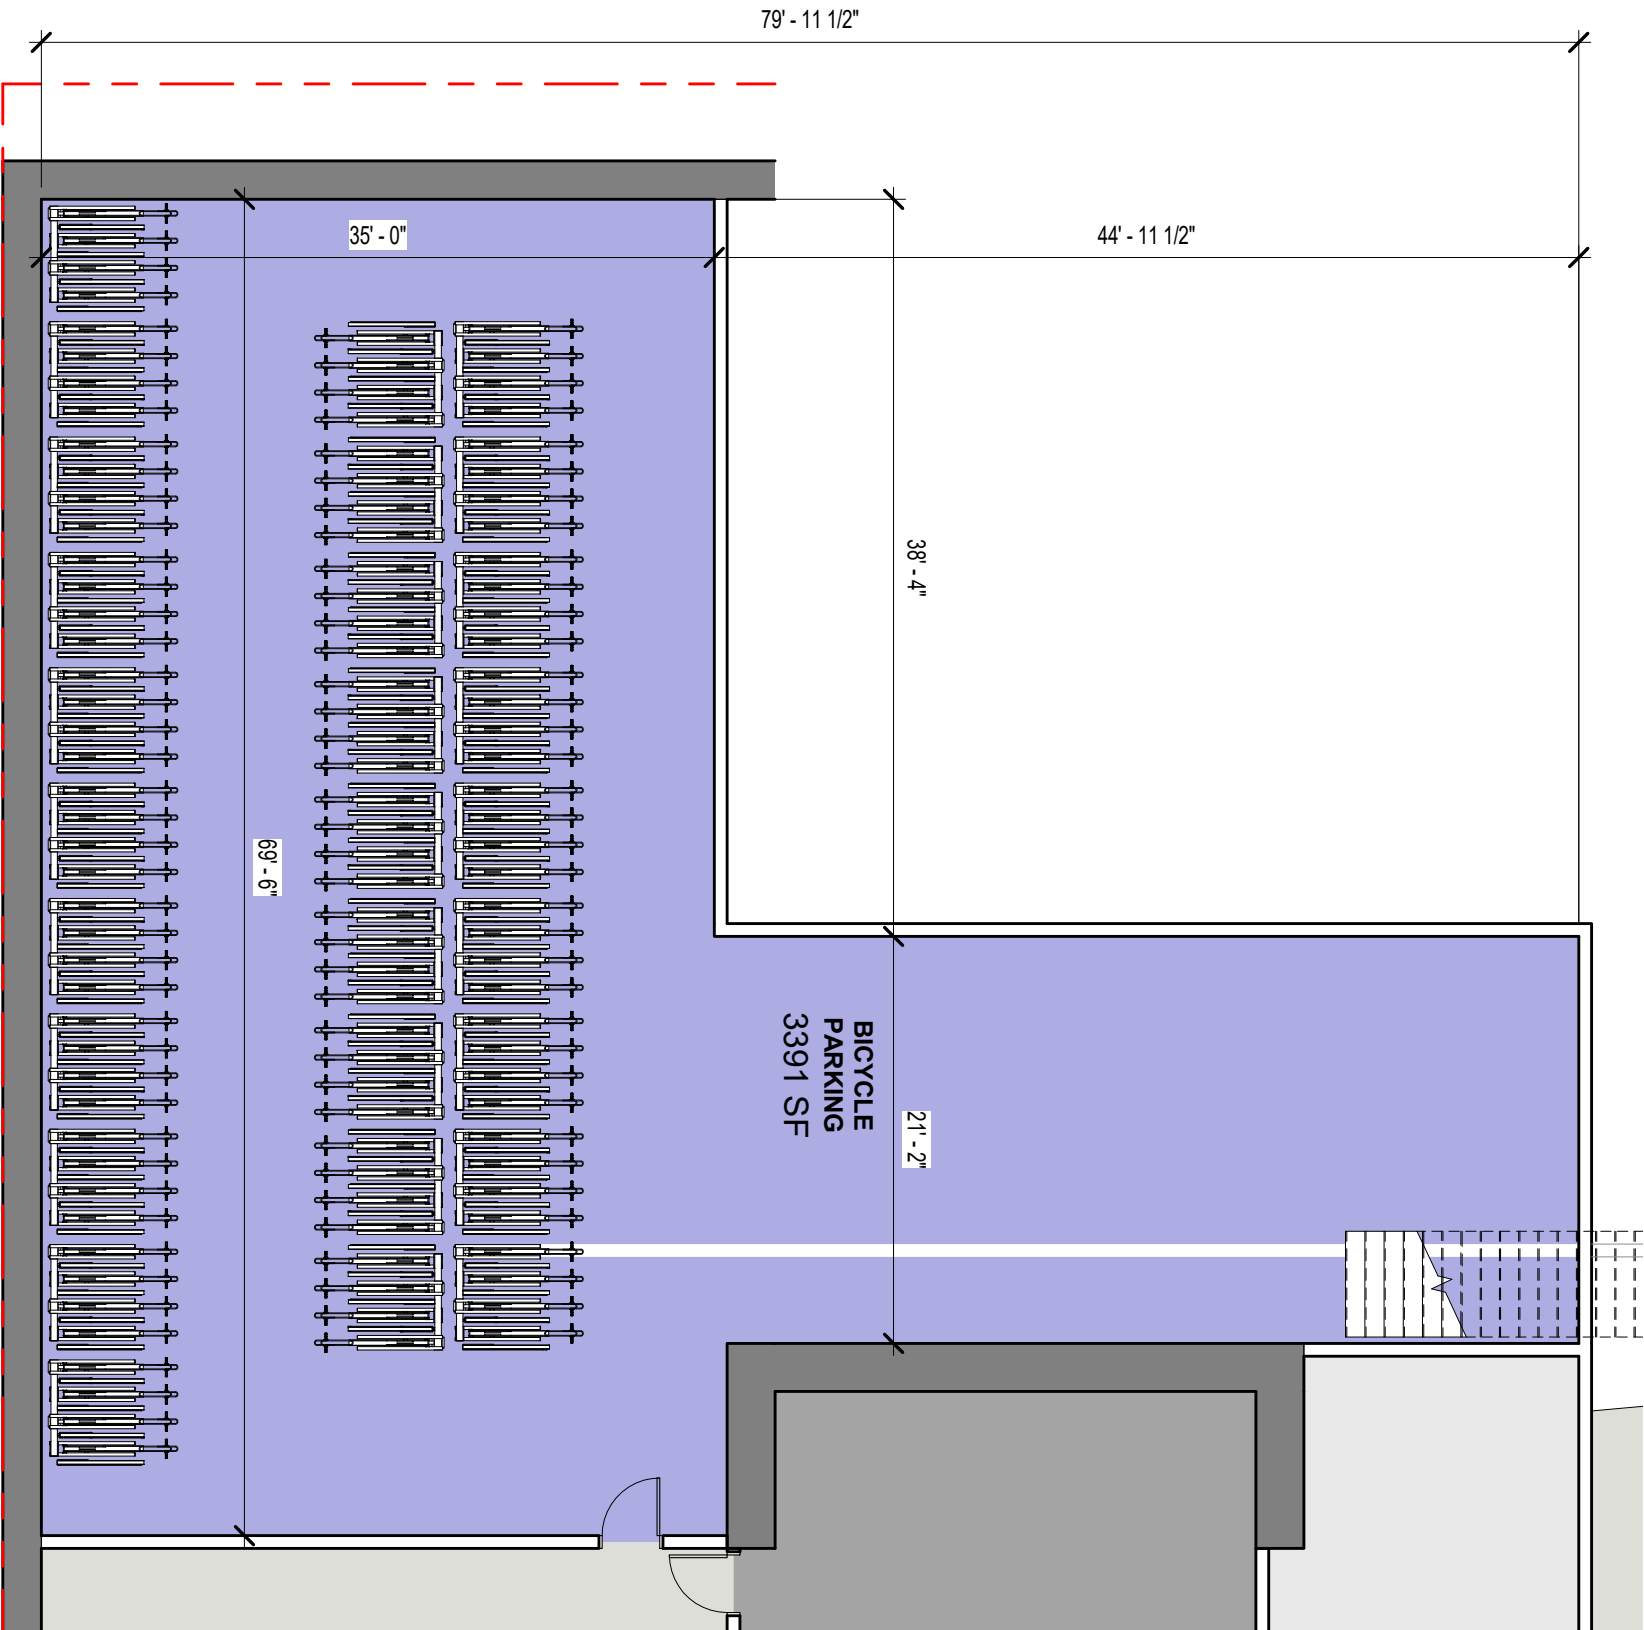 79' - 11 1/2"
35' - 0"
44' - 11 1/2"
38' - 4"
69' - 6"
BICYCLE
PARKING
3391 SF
21' - 2"